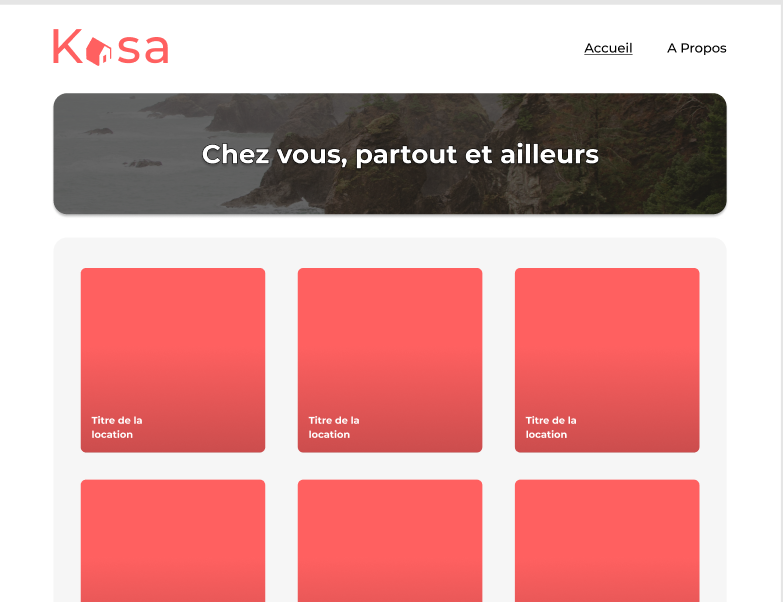 Kasa
Accueil
A Propos
Chez vous, partout et ailleurs
Titre de la
location
Titre de la
location
Titre de la
location